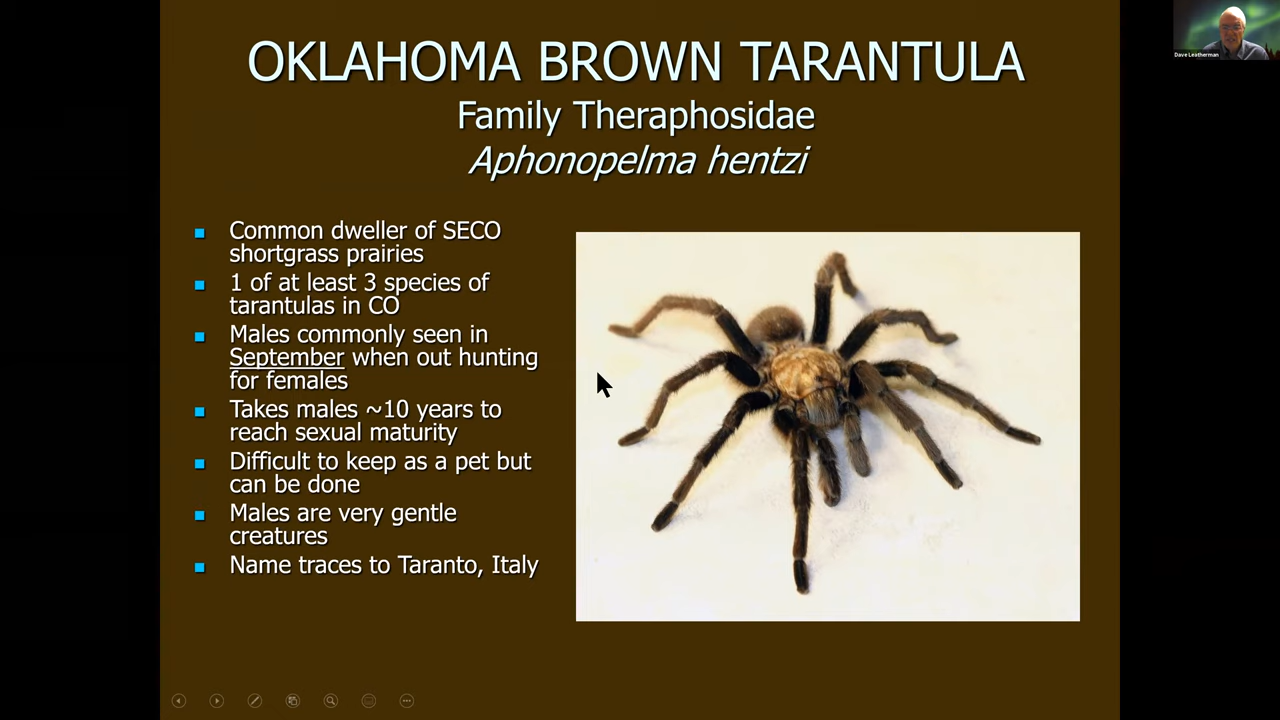 OKLAHOMA BROWN TARANTULA
Family Theraphosidae
Aphonopelma hentzi
Common dweller of SECO
shortgrass prairies
1 of at least 3 species of
tarantulas in CO
Males commonly seen in
September when out hunting
for females
Takes males ~10 years to
reach sexual maturity
Difficult to keep as a pet but
can be done
Males are very gentle
creatures
Name traces to Taranto, Italy
Dave Leatherman